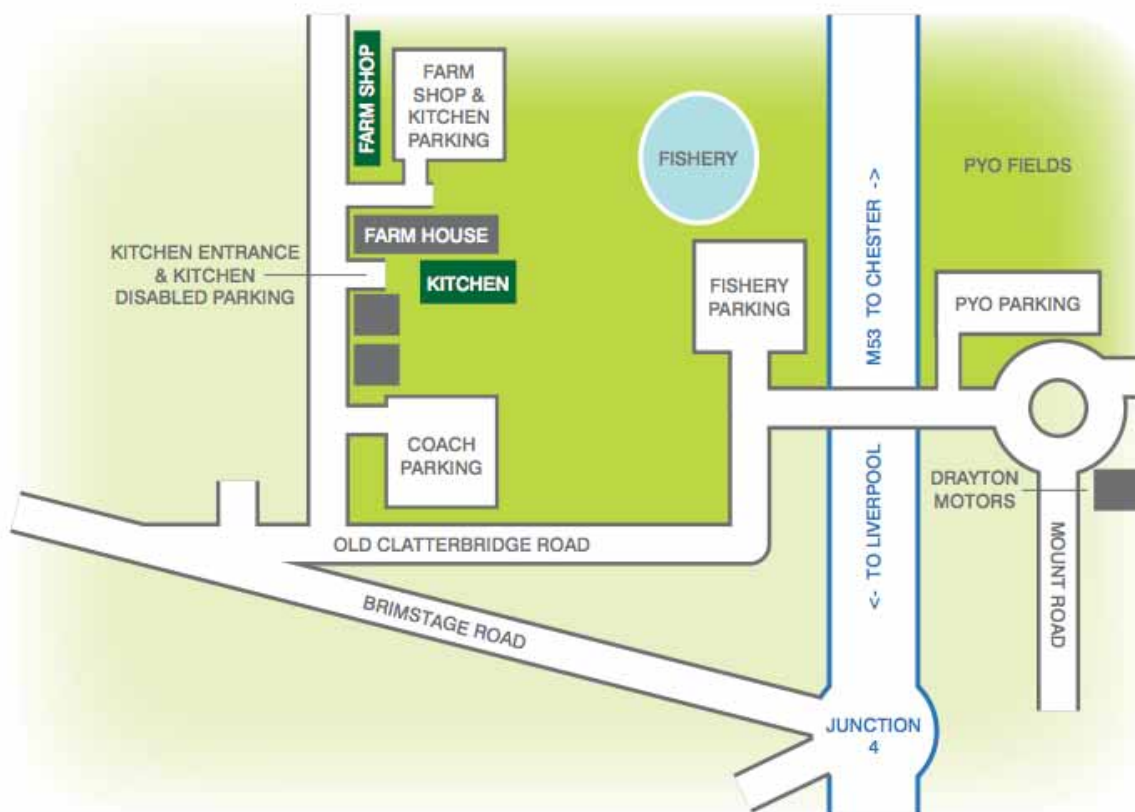 FARM SHOP
FARM
SHOP &
KITCHEN
PARKING
FISHERY
M53 TO CHESTER ->
PYO FIELDS
FARM HOUSE
KITCHEN ENTRANCE
& KITCHEN
DISABLED PARKING
KITCHEN
FISHERY
PARKING
PYO PARKING
COACH
PARKING
<- TO LIVERPOOL
DRAYTON
MOTORS
OLD CLATTERBRIDGE ROAD
MOUNT ROAD
BRIMSTAGE ROAD
JUNCTION
4